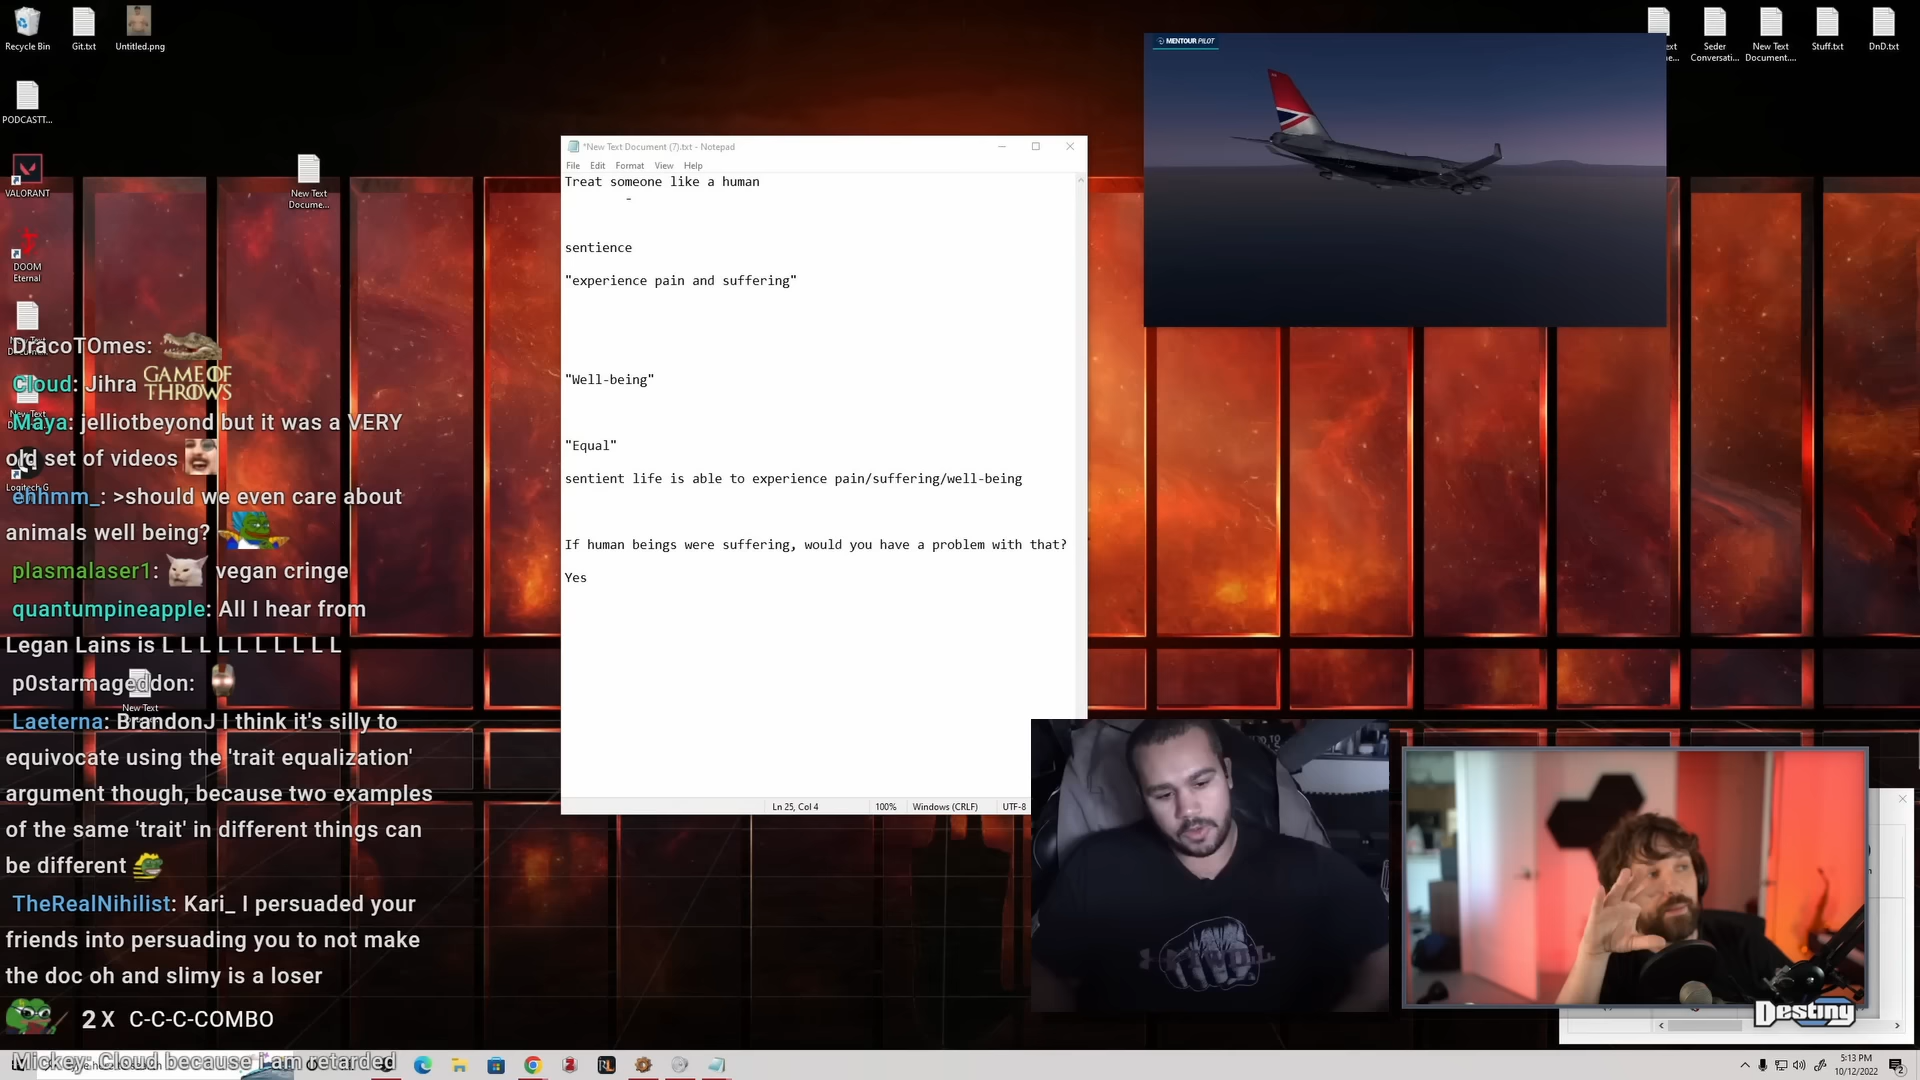 Recycle Bin
Git.txt
Untitled.png
PODCASTT...
VALORANT
New Text
Docume...
DOOM
Eternal
Logitech G
New Text
Seder
Conversati...
New Text
Document....
Stuff.txt
DnD.txt
MENTOUR PILOT
*New Text Document (7).txt - Notepad
File Edit Format View Help
Treat someone like a human
-
sentience
"experience pain and suffering"
"Well-being"
"Equal"
sentient life is able to experience pain/suffering/well-being
If human beings were suffering, would you have a problem with that?
Yes
Ln 25, Col 4
100%
Windows (CRLF)
UTF-8
DracoTOmes:
Cloud: Jihra GAME OF THROWS
Maya: jelliotbeyond but it was a VERY
old set of videos
ehhmm_: >should we even care about
animals well being?
plasmalaser1: vegan cringe
quantumpineapple: All I hear from
Legan Lains is L L L L L L L L L L
p0starmageddon:
Laeterna: BrandonJ I think it's silly to
equivocate using the 'trait equalization'
argument though, because two examples
of the same 'trait' in different things can
be different
TheRealNihilist: Kari_ I persuaded your
friends into persuading you to not make
the doc oh and slimy is a loser
2 X C-C-C-COMBO
Mickey: Cloud because i am retarded
Destiny
5:13 PM
10/12/2022
2